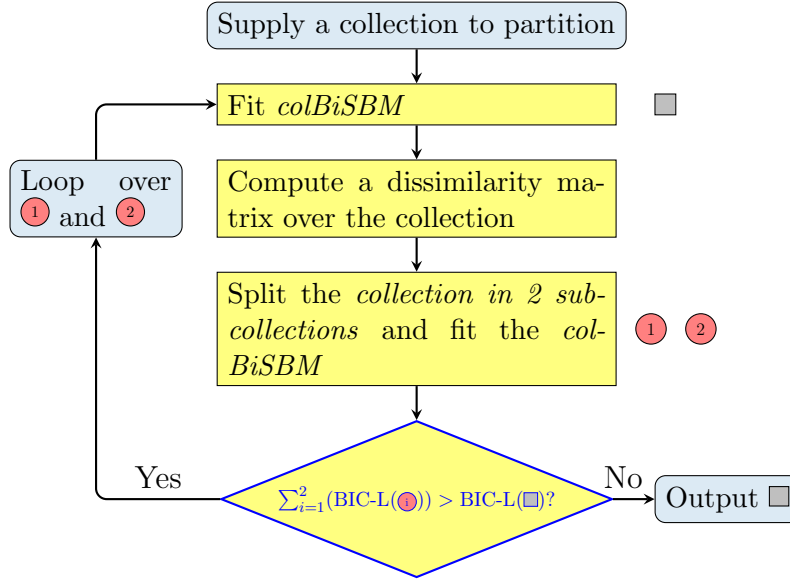 Supply a collection to partition
Fit colBiSBM
Loop over
1 and 2
Compute a dissimilarity ma-
trix over the collection
Split the collection in 2 sub-
collections and fit the col-
BiSBM
1 2
Yes
No
∑_{i=1}^{2}(BIC-L(i)) > BIC-L(■)?
Output